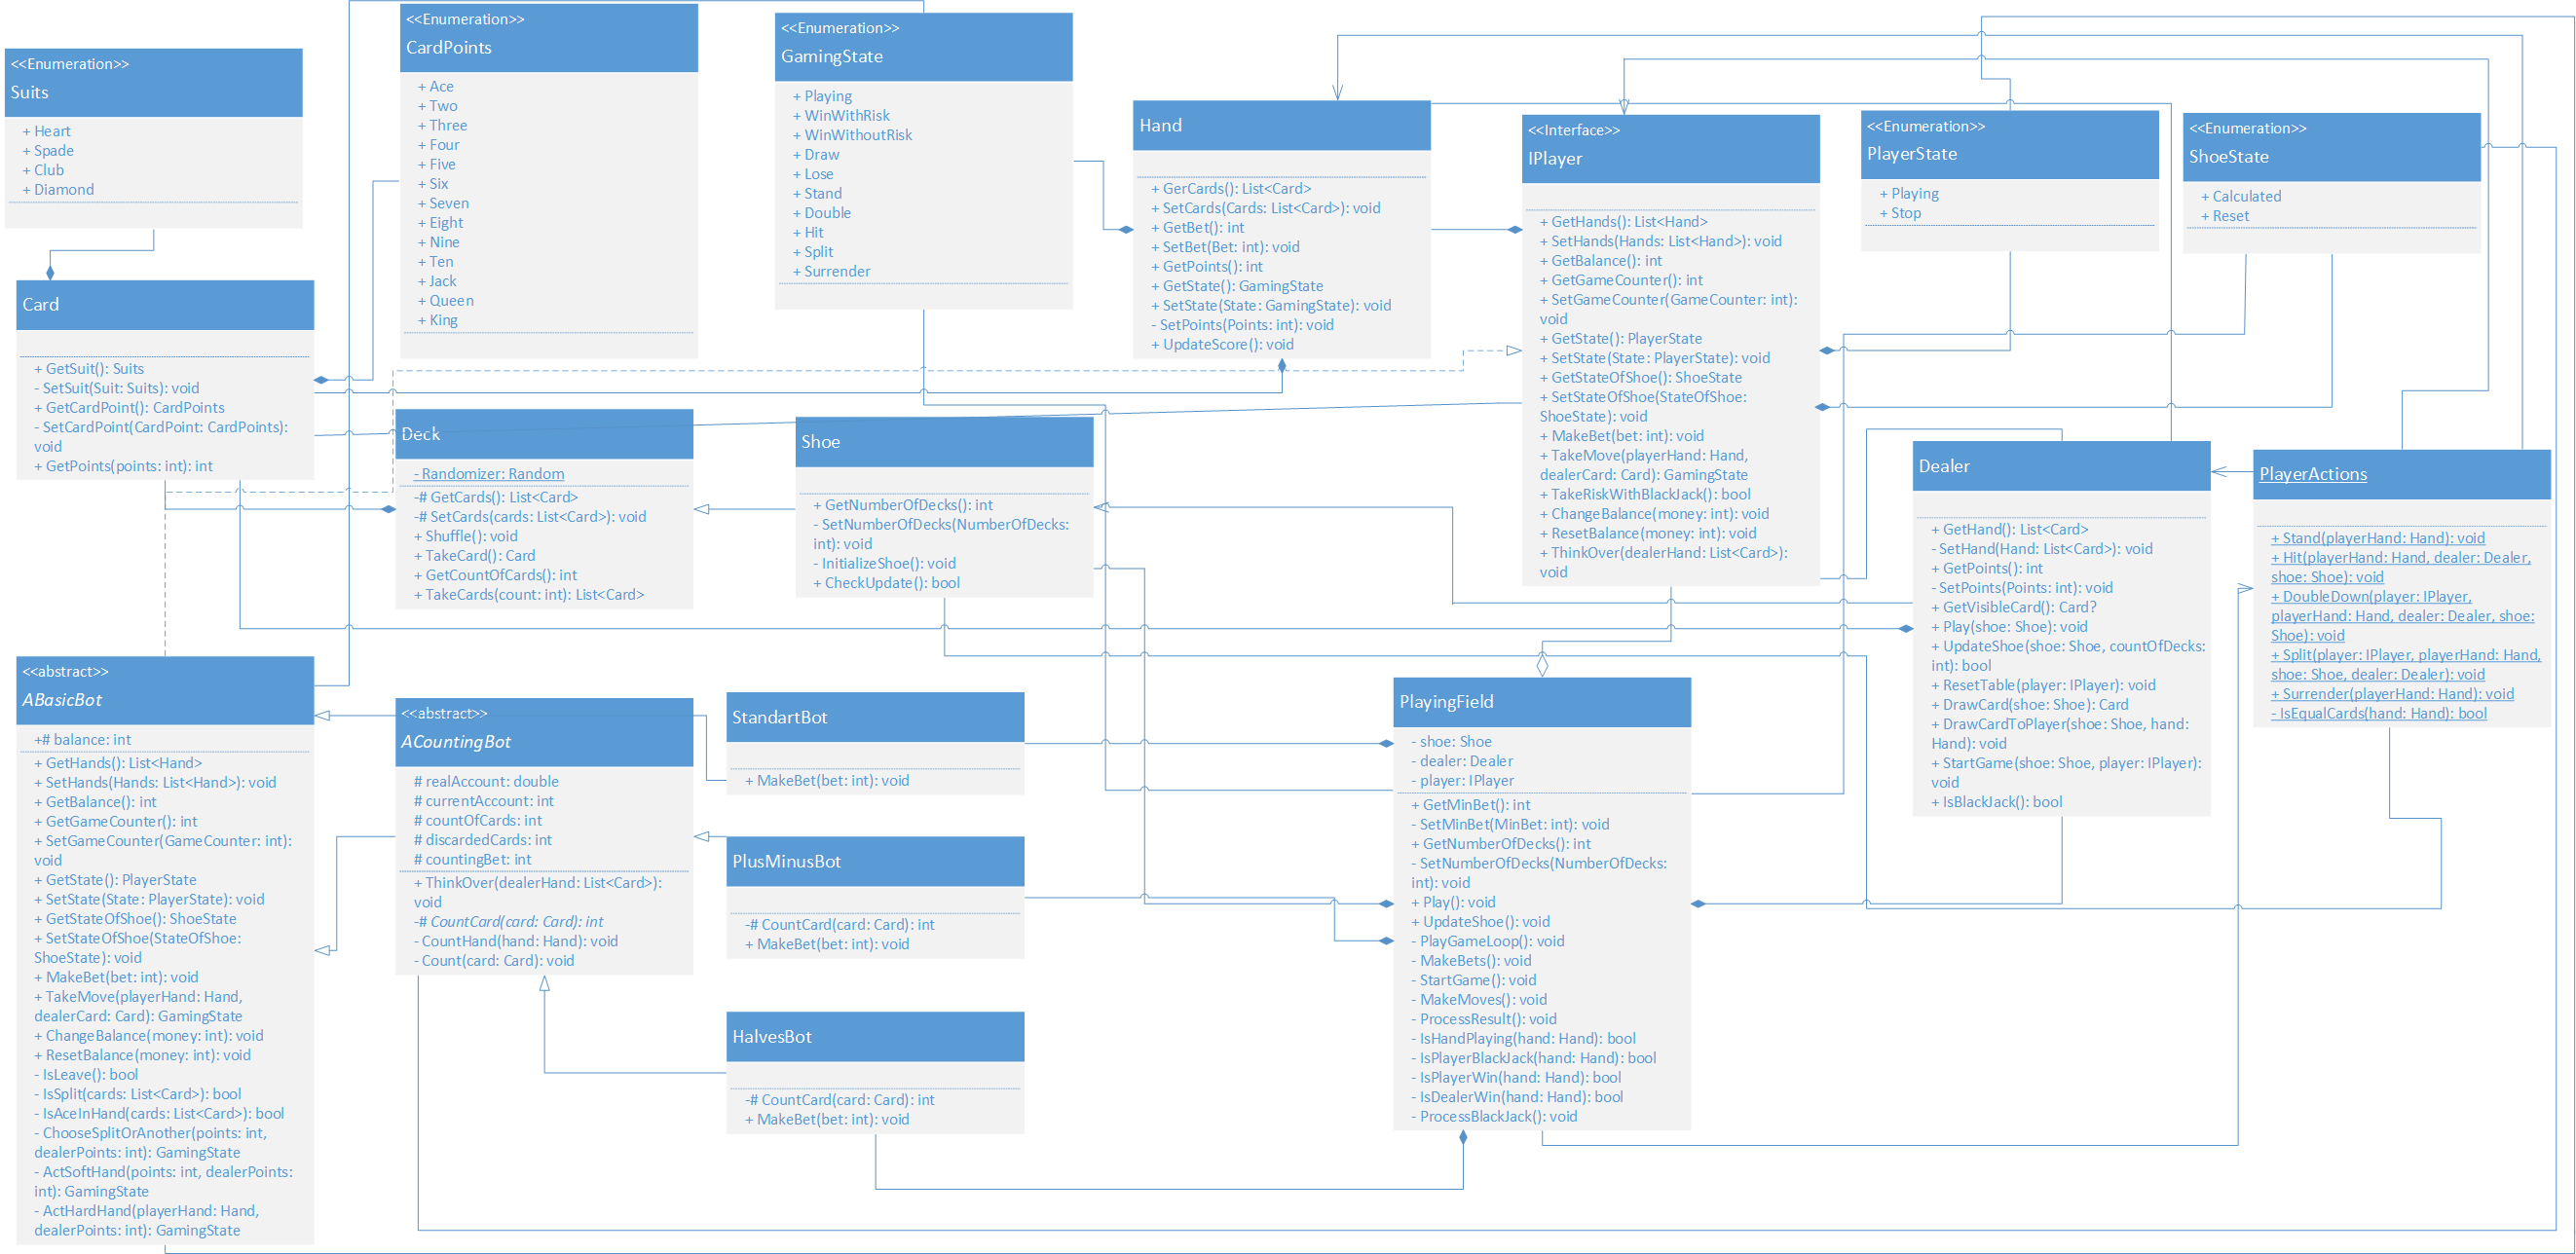 <<Enumeration>>
Suits
+ Heart
+ Spade
+ Club
+ Diamond
<<Enumeration>>
CardPoints
+ Ace
+ Two
+ Three
+ Four
+ Five
+ Six
+ Seven
+ Eight
+ Nine
+ Ten
+ Jack
+ Queen
+ King
<<Enumeration>>
GamingState
+ Playing
+ WinWithRisk
+ WinWithoutRisk
+ Draw
+ Lose
+ Stand
+ Double
+ Hit
+ Split
+ Surrender
Hand
+ GerCards(): List<Card>
+ SetCards(Cards: List<Card>): void
+ GetBet(): int
+ SetBet(Bet: int): void
+ GetPoints(): int
+ GetState(): GamingState
+ SetState(State: GamingState): void
- SetPoints(Points: int): void
+ UpdateScore(): void
<<Interface>>
IPlayer
+ GetHands(): List<Hand>
+ SetHands(Hands: List<Hand>): void
+ GetBalance(): int
+ GetGameCounter(): int
+ SetGameCounter(GameCounter: int):
void
+ GetState(): PlayerState
+ SetState(State: PlayerState): void
+ GetStateOfShoe(): ShoeState
+ SetStateOfShoe(StateOfShoe:
ShoeState): void
+ MakeBet(bet: int): void
+ TakeMove(playerHand: Hand,
dealerCard: Card): GamingState
+ TakeRiskWithBlackJack(): bool
+ ChangeBalance(money: int): void
+ ResetBalance(money: int): void
+ ThinkOver(dealerHand: List<Card>):
void
<<Enumeration>>
PlayerState
+ Playing
+ Stop
<<Enumeration>>
ShoeState
+ Calculated
+ Reset
Card
+ GetSuit(): Suits
- SetSuit(Suit: Suits): void
+ GetCardPoint(): CardPoints
- SetCardPoint(CardPoint: CardPoints):
void
+ GetPoints(points: int): int
Deck
- Randomizer: Random
-# GetCards(): List<Card>
-# SetCards(cards: List<Card>): void
+ Shuffle(): void
+ TakeCard(): Card
+ GetCountOfCards(): int
+ TakeCards(count: int): List<Card>
Shoe
+ GetNumberOfDecks(): int
- SetNumberOfDecks(NumberOfDecks:
int): void
- InitializeShoe(): void
+ CheckUpdate(): bool
Dealer
+ GetHand(): List<Card>
- SetHand(Hand: List<Card>): void
+ GetPoints(): int
- SetPoints(Points: int): void
+ GetVisibleCard(): Card?
+ Play(shoe: Shoe): void
+ UpdateShoe(shoe: Shoe, countOfDecks:
int): bool
+ ResetTable(player: IPlayer): void
+ DrawCard(shoe: Shoe): Card
+ DrawCardToPlayer(shoe: Shoe, hand:
Hand): void
+ StartGame(shoe: Shoe, player: IPlayer):
void
+ IsBlackJack(): bool
PlayerActions
+ Stand(playerHand: Hand): void
+ Hit(playerHand: Hand, dealer: Dealer,
shoe: Shoe): void
+ DoubleDown(player: IPlayer,
playerHand: Hand, dealer: Dealer, shoe:
Shoe): void
+ Split(player: IPlayer, playerHand: Hand,
shoe: Shoe, dealer: Dealer): void
+ Surrender(playerHand: Hand): void
- IsEqualCards(hand: Hand): bool
<<abstract>>
ABasicBot
+# balance: int
+ GetHands(): List<Hand>
+ SetHands(Hands: List<Hand>): void
+ GetBalance(): int
+ GetGameCounter(): int
+ SetGameCounter(GameCounter: int):
void
+ GetState(): PlayerState
+ SetState(State: PlayerState): void
+ GetStateOfShoe(): ShoeState
+ SetStateOfShoe(StateOfShoe:
ShoeState): void
+ MakeBet(bet: int): void
+ TakeMove(playerHand: Hand,
dealerCard: Card): GamingState
+ ChangeBalance(money: int): void
+ ResetBalance(money: int): void
- IsLeave(): bool
- IsSplit(cards: List<Card>): bool
- IsAceInHand(cards: List<Card>): bool
- ChooseSplitOrAnother(points: int,
dealerPoints: int): GamingState
- ActSoftHand(points: int, dealerPoints:
int): GamingState
- ActHardHand(playerHand: Hand,
dealerPoints: int): GamingState
<<abstract>>
ACountingBot
# realAccount: double
# currentAccount: int
# countOfCards: int
# discardedCards: int
# countingBet: int
+ ThinkOver(dealerHand: List<Card>):
void
-# CountCard(card: Card): int
- CountHand(hand: Hand): void
- Count(card: Card): void
StandartBot
+ MakeBet(bet: int): void
PlusMinusBot
-# CountCard(card: Card): int
+ MakeBet(bet: int): void
HalvesBot
-# CountCard(card: Card): int
+ MakeBet(bet: int): void
PlayingField
- shoe: Shoe
- dealer: Dealer
- player: IPlayer
+ GetMinBet(): int
- SetMinBet(MinBet: int): void
+ GetNumberOfDecks(): int
- SetNumberOfDecks(NumberOfDecks:
int): void
+ Play(): void
+ UpdateShoe(): void
- PlayGameLoop(): void
- MakeBets(): void
- StartGame(): void
- MakeMoves(): void
- ProcessResult(): void
- IsHandPlaying(hand: Hand): bool
- IsPlayerBlackJack(hand: Hand): bool
- IsPlayerWin(hand: Hand): bool
- IsDealerWin(hand: Hand): bool
- ProcessBlackJack(): void